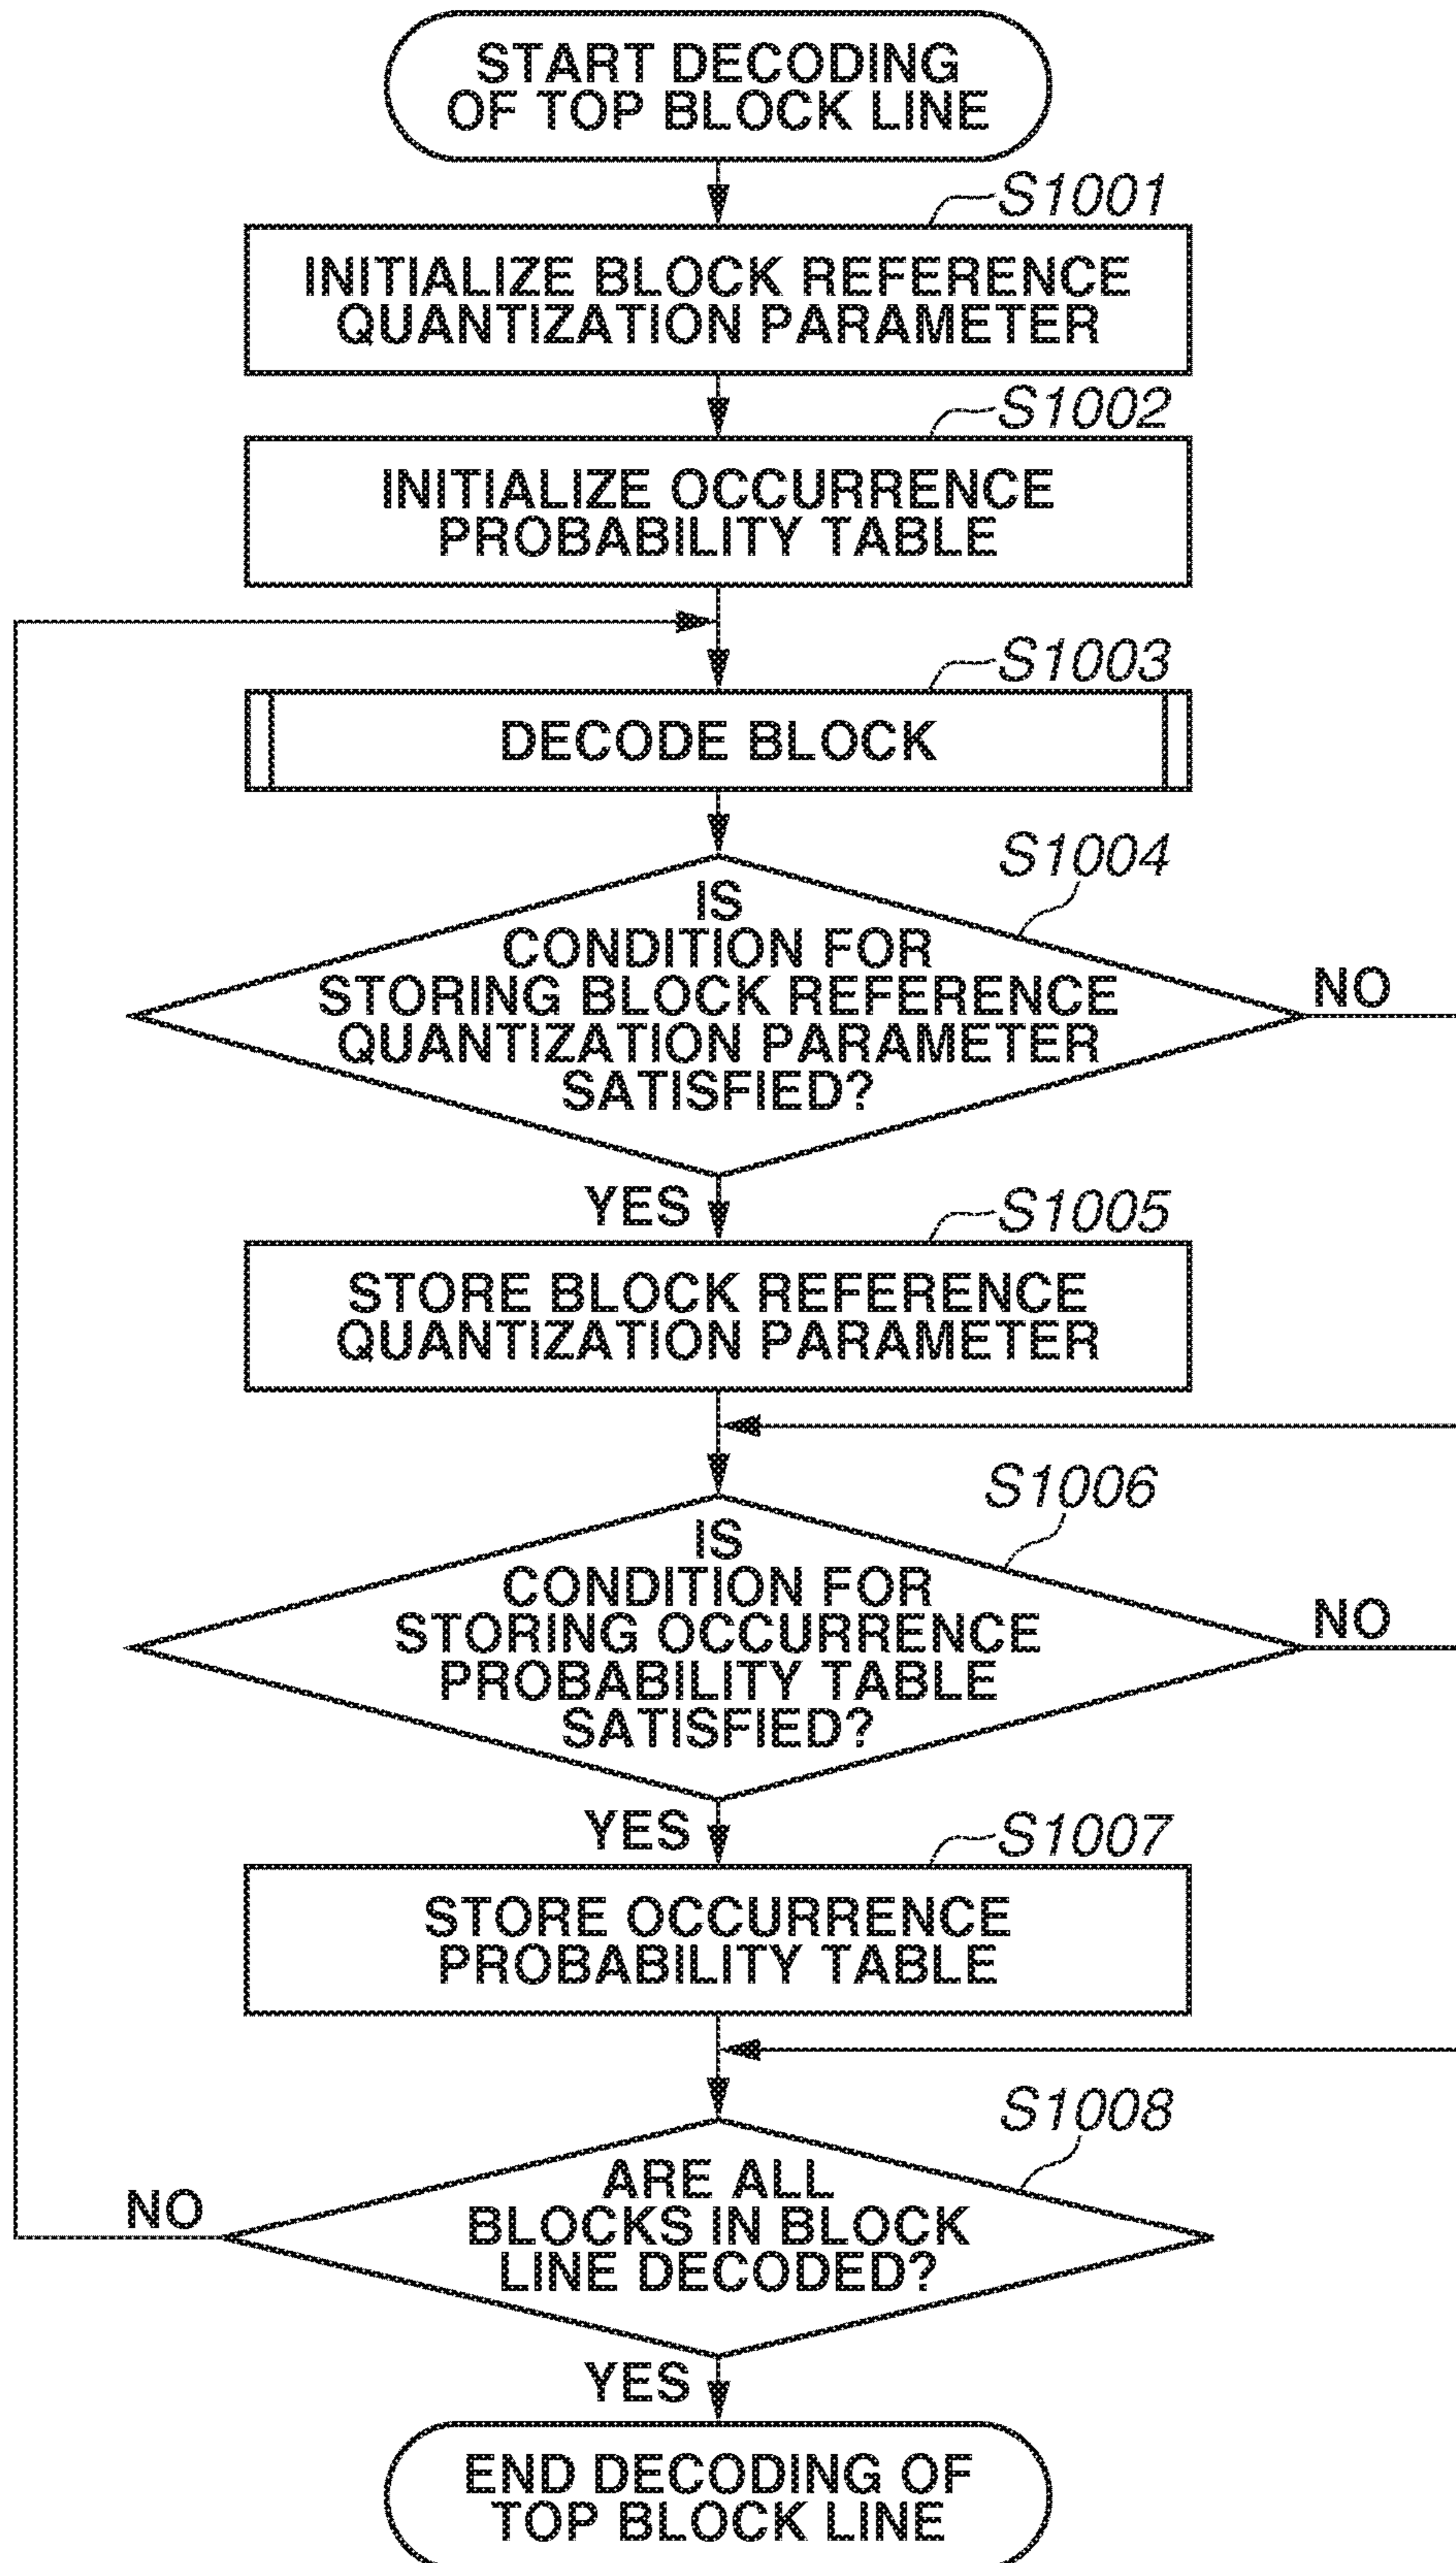 START DECODING
OF TOP BLOCK LINE
S1001
INITIALIZE BLOCK REFERENCE
QUANTIZATION PARAMETER
S1002
INITIALIZE OCCURRENCE
PROBABILITY TABLE
S1003
DECODE BLOCK
S1004
IS
CONDITION FOR
STORING BLOCK REFERENCE
QUANTIZATION PARAMETER
SATISFIED?
NO
YES
S1005
STORE BLOCK REFERENCE
QUANTIZATION PARAMETER
S1006
IS
CONDITION FOR
STORING OCCURRENCE
PROBABILITY TABLE
SATISFIED?
NO
YES
S1007
STORE OCCURRENCE
PROBABILITY TABLE
S1008
ARE ALL
BLOCKS IN BLOCK
LINE DECODED?
NO
YES
END DECODING OF
TOP BLOCK LINE